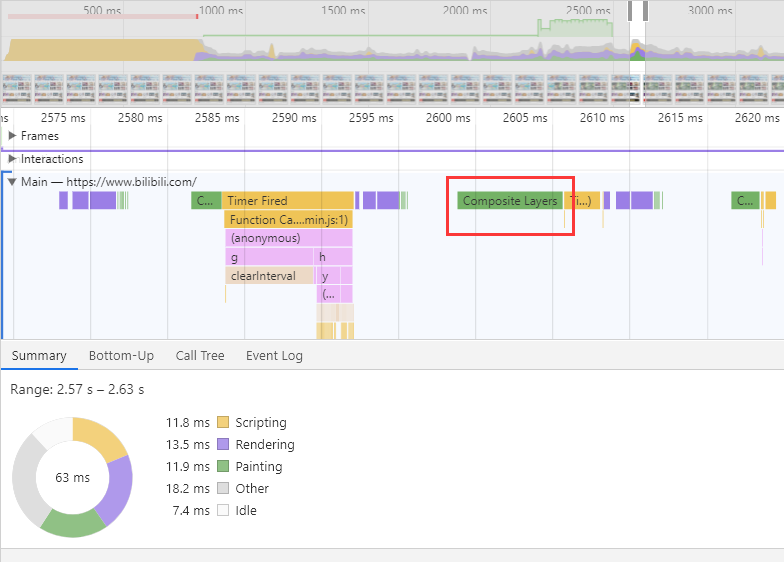 500 ms 1000 ms 1500 ms 2000 ms 2500 ms 3000 ms
ms 2575 ms 2580 ms 2585 ms 2590 ms 2595 ms 2600 ms 2605 ms 2610 ms 2615 ms 2620 ms
Frames
Interactions
Main — https://www.bilibili.com/
C... Timer Fired Composite Layers Ti...) C...
Function Ca....min.js:1)
(anonymous)
g h
clearInterval y
(...
Summary Bottom-Up Call Tree Event Log
Range: 2.57 s – 2.63 s
11.8 ms Scripting
13.5 ms Rendering
63 ms 11.9 ms Painting
18.2 ms Other
7.4 ms Idle